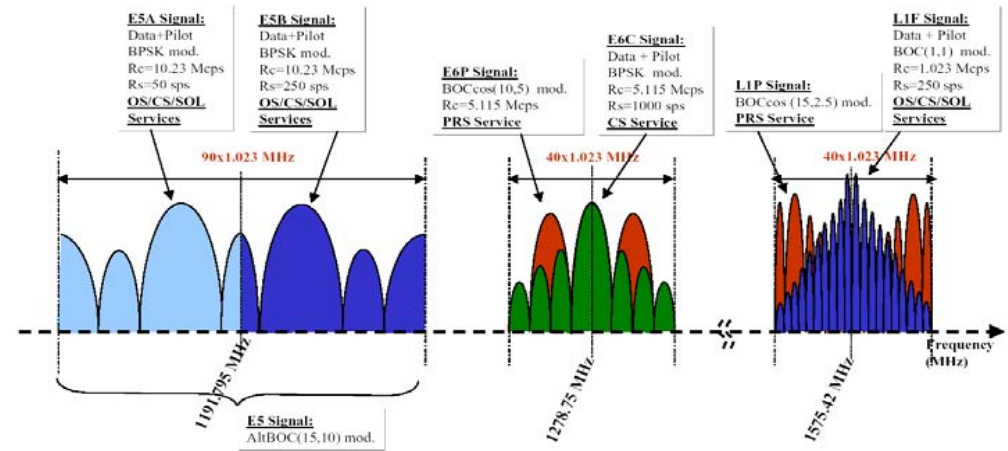 E5A Signal:
Data+Pilot
BPSK mod.
Rc=10.23 Mcps
Rs=50 sps
OS/CS/SOL
Services
E5B Signal:
Data+Pilot
BPSK mod.
Rc=10.23 Mcps
Rs=250 sps
OS/CS/SOL
Services
E6P Signal:
BOCcos(10,5) mod.
Rc=5.115 Mcps
PRS Service
E6C Signal:
Data + Pilot
BPSK mod.
Rc=5.115 Mcps
Rs=1000 sps
CS Service
L1P Signal:
BOCcos (15,2.5) mod.
PRS Service
L1F Signal:
Data + Pilot
BOC(1,1) mod.
Rc=1.023 Mcps
Rs=250 sps
OS/CS/SOL
Services
90x1.023 MHz
40x1.023 MHz
40x1.023 MHz
1191.795 MHz
1278.75 MHz
1575.42 MHz
Frequency
(MHz)
E5 Signal:
AltBOC(15,10) mod.